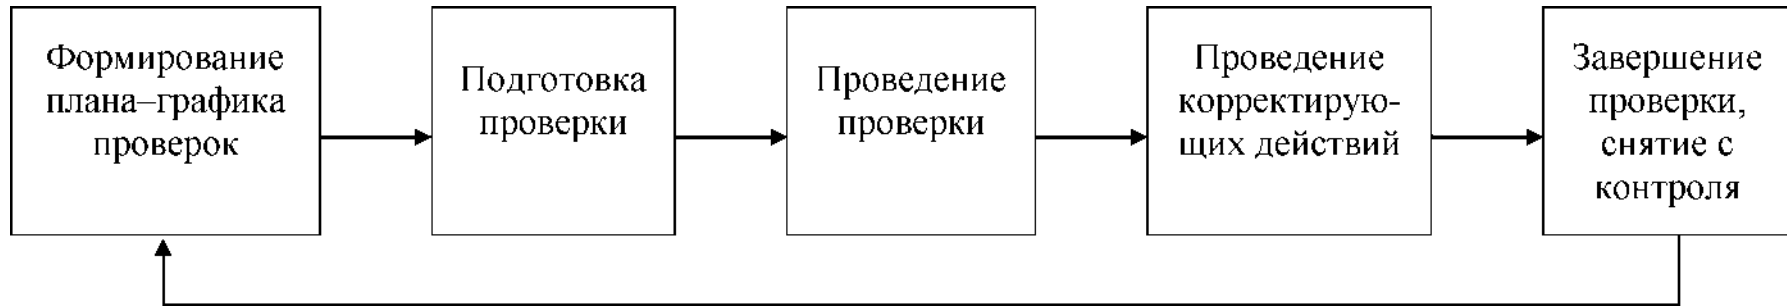 Формирование
плана–графика
проверок
Подготовка
проверки
Проведение
проверки
Проведение
корректирую-
щих действий
Завершение
проверки,
снятие с
контроля